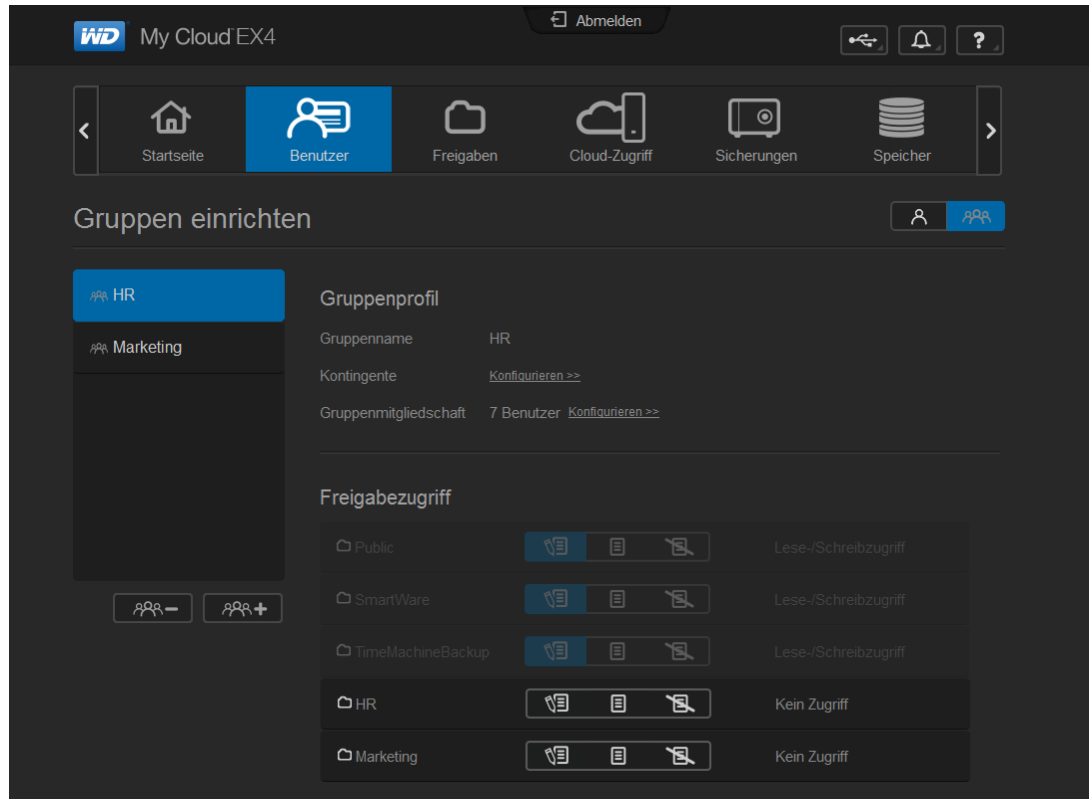 WD My Cloud EX4
Abmelden
?
Startseite
Benutzer
Freigaben
Cloud-Zugriff
Sicherungen
Speicher
Gruppen einrichten
HR
Marketing
Gruppenprofil
Gruppenname HR
Kontingente Konfigurieren >>
Gruppenmitgliedschaft 7 Benutzer Konfigurieren >>
Freigabezugriff
Public Lese-/Schreibzugriff
SmartWare Lese-/Schreibzugriff
TimeMachineBackup Lese-/Schreibzugriff
HR Kein Zugriff
Marketing Kein Zugriff